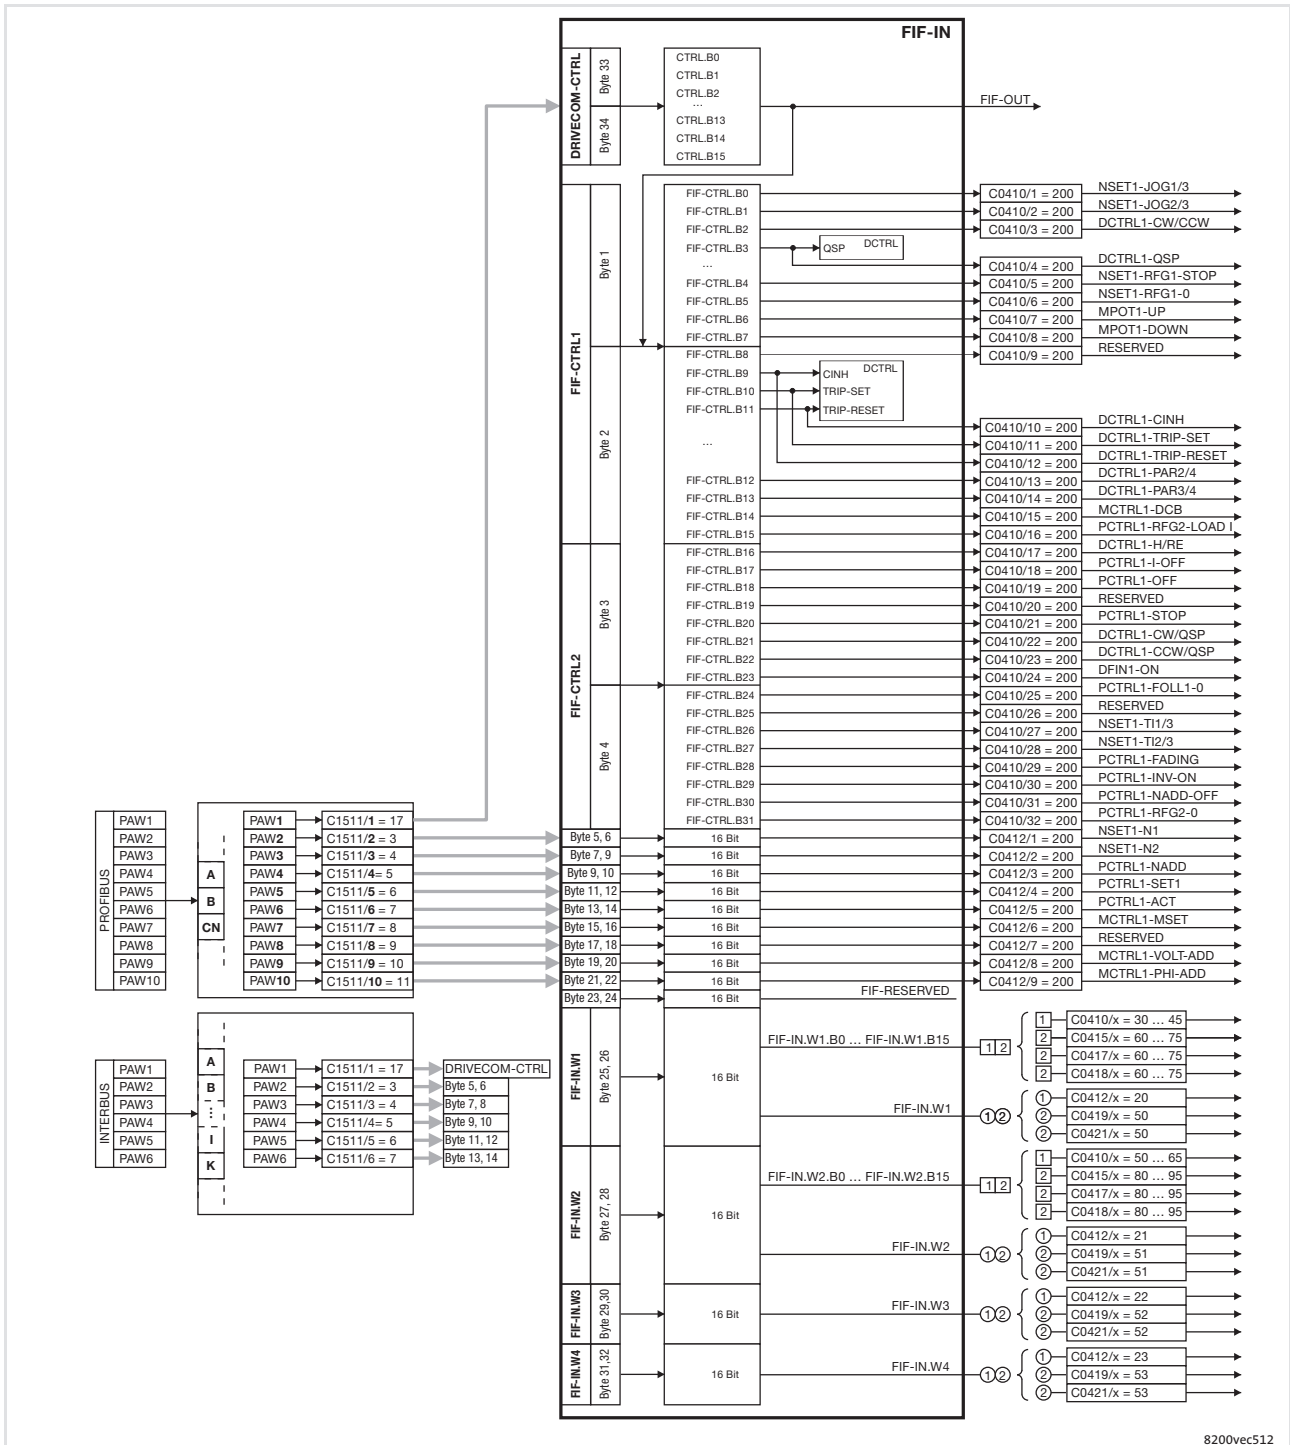 FIF-IN
DRIVECOM-CTRL
Byte 33
Byte 34
CTRL.B0
CTRL.B1
CTRL.B2
...
CTRL.B13
CTRL.B14
CTRL.B15
FIF-OUT
FIF-CTRL1
Byte 1
Byte 2
FIF-CTRL.B0 C0410/1 = 200 NSET1-JOG1/3
FIF-CTRL.B1 C0410/2 = 200 NSET1-JOG2/3
FIF-CTRL.B2 C0410/3 = 200 DCTRL1-CW/CCW
FIF-CTRL.B3 QSP DCTRL
... C0410/4 = 200 DCTRL1-QSP
FIF-CTRL.B4 C0410/5 = 200 NSET1-RFG1-STOP
FIF-CTRL.B5 C0410/6 = 200 NSET1-RFG1-0
FIF-CTRL.B6 C0410/7 = 200 MPOT1-UP
FIF-CTRL.B7 C0410/8 = 200 MPOT1-DOWN
FIF-CTRL.B8 C0410/9 = 200 RESERVED
FIF-CTRL.B9 CINH DCTRL
FIF-CTRL.B10 TRIP-SET
FIF-CTRL.B11 TRIP-RESET
C0410/10 = 200 DCTRL1-CINH
... C0410/11 = 200 DCTRL1-TRIP-SET
C0410/12 = 200 DCTRL1-TRIP-RESET
FIF-CTRL.B12 C0410/13 = 200 DCTRL1-PAR2/4
FIF-CTRL.B13 C0410/14 = 200 DCTRL1-PAR3/4
FIF-CTRL.B14 C0410/15 = 200 MCTRL1-DCB
FIF-CTRL.B15 C0410/16 = 200 PCTRL1-RFG2-LOAD I
FIF-CTRL2
Byte 3
Byte 4
FIF-CTRL.B16 C0410/17 = 200 DCTRL1-H/RE
FIF-CTRL.B17 C0410/18 = 200 PCTRL1-I-OFF
FIF-CTRL.B18 C0410/19 = 200 PCTRL1-OFF
FIF-CTRL.B19 C0410/20 = 200 RESERVED
FIF-CTRL.B20 C0410/21 = 200 PCTRL1-STOP
FIF-CTRL.B21 C0410/22 = 200 DCTRL1-CW/QSP
FIF-CTRL.B22 C0410/23 = 200 DCTRL1-CCW/QSP
FIF-CTRL.B23 C0410/24 = 200 DFIN1-ON
FIF-CTRL.B24 C0410/25 = 200 PCTRL1-FOLL1-0
FIF-CTRL.B25 C0410/26 = 200 RESERVED
FIF-CTRL.B26 C0410/27 = 200 NSET1-TI1/3
FIF-CTRL.B27 C0410/28 = 200 NSET1-TI2/3
FIF-CTRL.B28 C0410/29 = 200 PCTRL1-FADING
FIF-CTRL.B29 C0410/30 = 200 PCTRL1-INV-ON
FIF-CTRL.B30 C0410/31 = 200 PCTRL1-NADD-OFF
FIF-CTRL.B31 C0410/32 = 200 PCTRL1-RFG2-0
PROFIBUS
A
B
CN
PAW1 PAW1 C1511/1 = 17
PAW2 PAW2 C1511/2 = 3 Byte 5, 6 16 Bit C0412/1 = 200 NSET1-N1
PAW3 PAW3 C1511/3 = 4 Byte 7, 9 16 Bit C0412/2 = 200 NSET1-N2
PAW4 PAW4 C1511/4= 5 Byte 9, 10 16 Bit C0412/3 = 200 PCTRL1-NADD
PAW5 PAW5 C1511/5 = 6 Byte 11, 12 16 Bit C0412/4 = 200 PCTRL1-SET1
PAW6 PAW6 C1511/6 = 7 Byte 13, 14 16 Bit C0412/5 = 200 PCTRL1-ACT
PAW7 PAW7 C1511/7 = 8 Byte 15, 16 16 Bit C0412/6 = 200 MCTRL1-MSET
PAW8 PAW8 C1511/8 = 9 Byte 17, 18 16 Bit C0412/7 = 200 RESERVED
PAW9 PAW9 C1511/9 = 10 Byte 19, 20 16 Bit C0412/8 = 200 MCTRL1-VOLT-ADD
PAW10 PAW10 C1511/10 = 11 Byte 21, 22 16 Bit C0412/9 = 200 MCTRL1-PHI-ADD
Byte 23, 24 16 Bit FIF-RESERVED
INTERBUS
A
B
...
I
K
PAW1 PAW1 C1511/1 = 17 DRIVECOM-CTRL
PAW2 PAW2 C1511/2 = 3 Byte 5, 6
PAW3 PAW3 C1511/3 = 4 Byte 7, 8
PAW4 PAW4 C1511/4= 5 Byte 9, 10
PAW5 PAW5 C1511/5 = 6 Byte 11, 12
PAW6 PAW6 C1511/6 = 7 Byte 13, 14
FIF-IN.W1
Byte 25, 26
16 Bit
FIF-IN.W1.B0 … FIF-IN.W1.B15 1 2
1 C0410/x = 30 … 45
2 C0415/x = 60 … 75
2 C0417/x = 60 … 75
2 C0418/x = 60 … 75
FIF-IN.W1 1 2
1 C0412/x = 20
2 C0419/x = 50
2 C0421/x = 50
FIF-IN.W2
Byte 27, 28
16 Bit
FIF-IN.W2.B0 … FIF-IN.W2.B15 1 2
1 C0410/x = 50 … 65
2 C0415/x = 80 … 95
2 C0417/x = 80 … 95
2 C0418/x = 80 … 95
FIF-IN.W2 1 2
1 C0412/x = 21
2 C0419/x = 51
2 C0421/x = 51
FIF-IN.W3
Byte 29,30
16 Bit
FIF-IN.W3 1 2
1 C0412/x = 22
2 C0419/x = 52
2 C0421/x = 52
FIF-IN.W4
Byte 31,32
16 Bit
FIF-IN.W4 1 2
1 C0412/x = 23
2 C0419/x = 53
2 C0421/x = 53
8200vec512